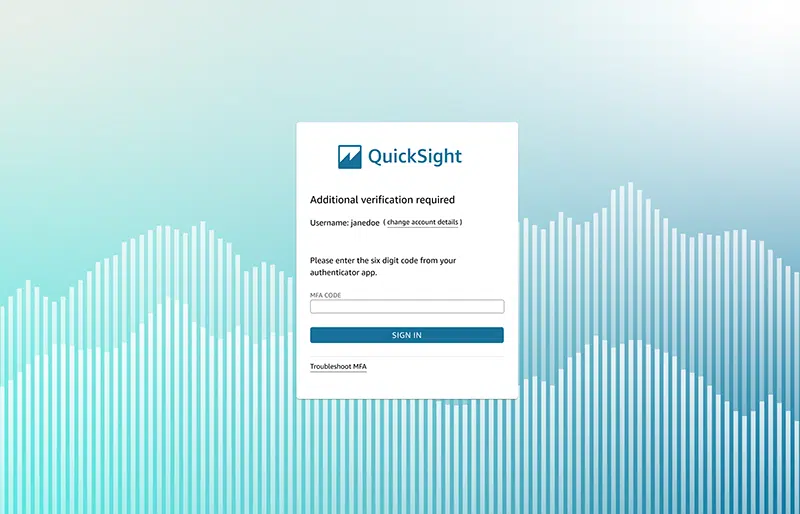 QuickSight
Additional verification required
Username: janedoe ( change account details )
Please enter the six digit code from your
authenticator app.
MFA CODE
SIGN IN
Troubleshoot MFA